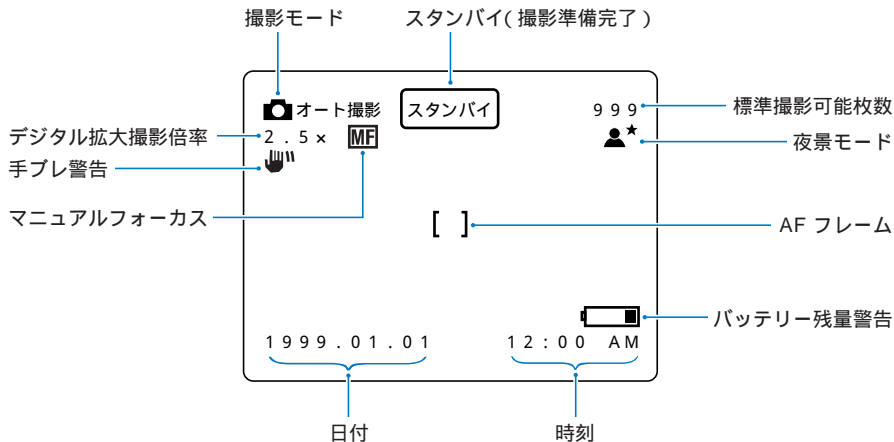 撮影モード
スタンバイ(撮影準備完了)
オート撮影
スタンバイ
999
標準撮影可能枚数
デジタル拡大撮影倍率
2.5×
MF
夜景モード
手ブレ警告
マニュアルフォーカス
[ ]
AF フレーム
バッテリー残量警告
1999.01.01
12:00 AM
日付
時刻